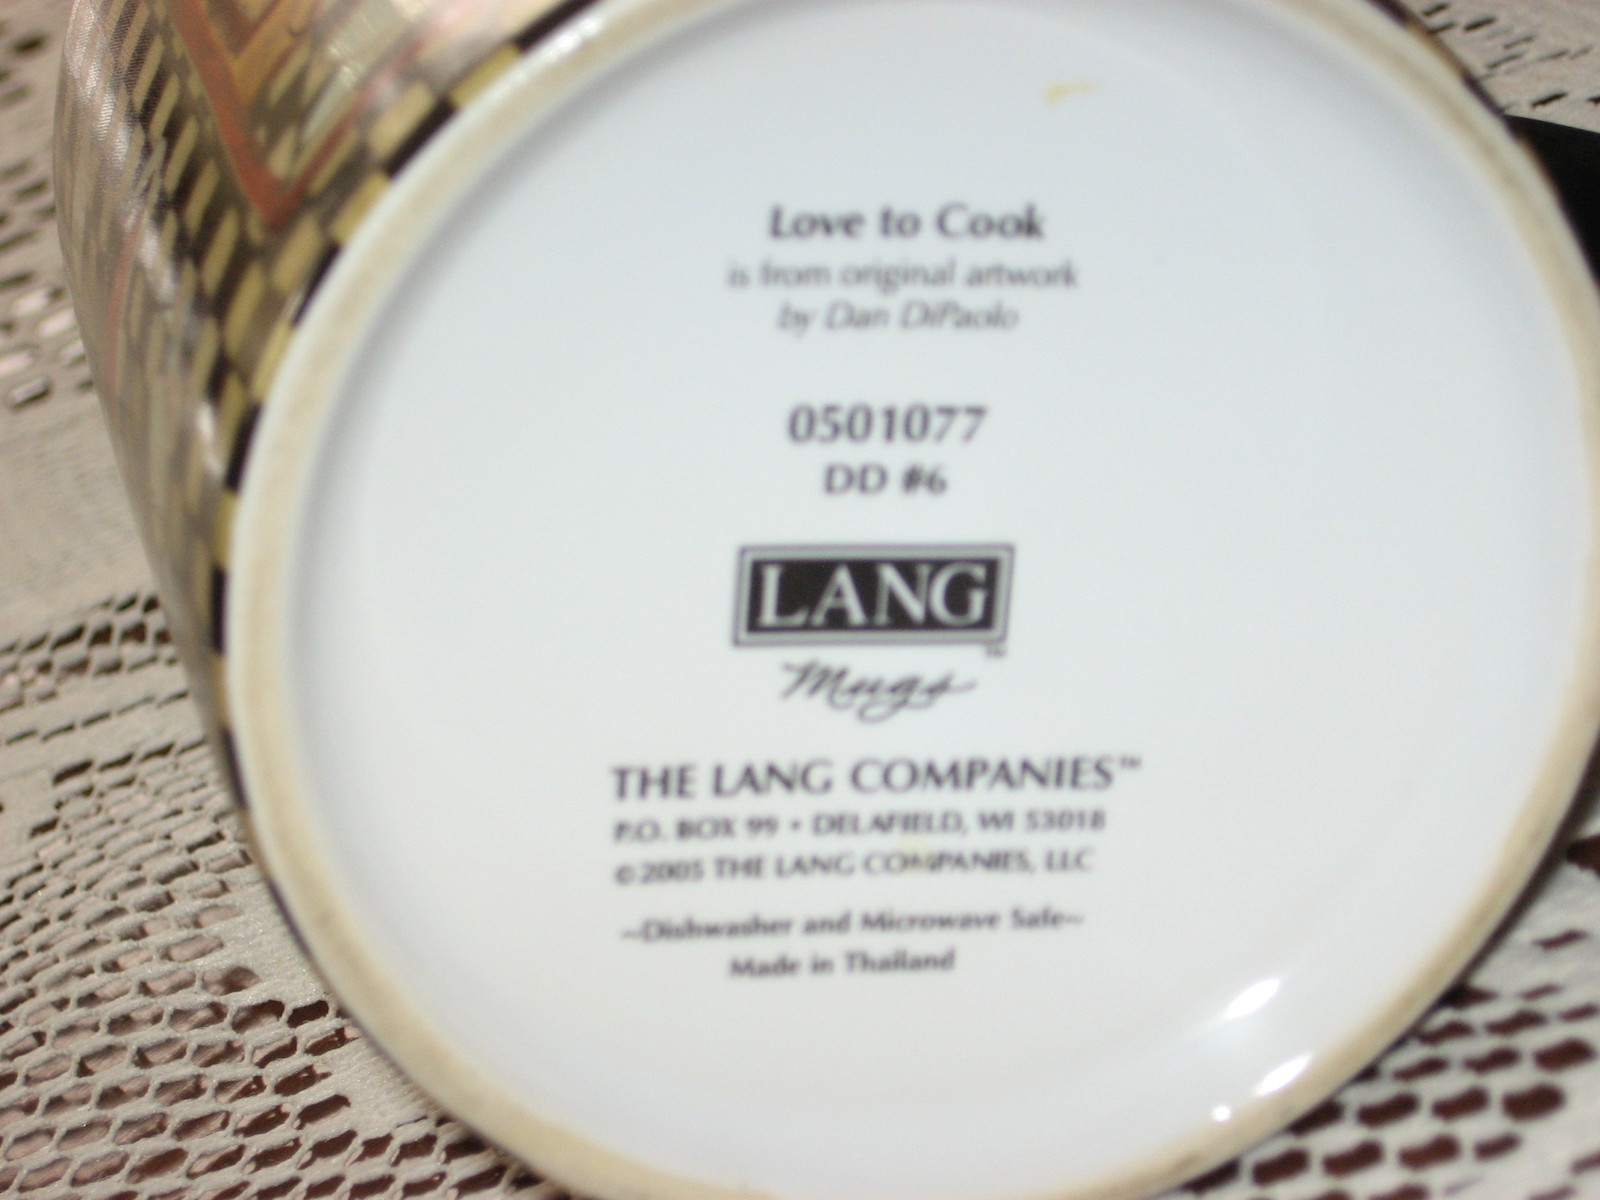 Love to Cook
is from original artwork
by Dan DiPaolo
0501077
DD #6
LANG™
Mugs
THE LANG COMPANIES™
P.O. BOX 99 • DELAFIELD, WI 53018
©2005 THE LANG COMPANIES, LLC
~Dishwasher and Microwave Safe~
Made in Thailand